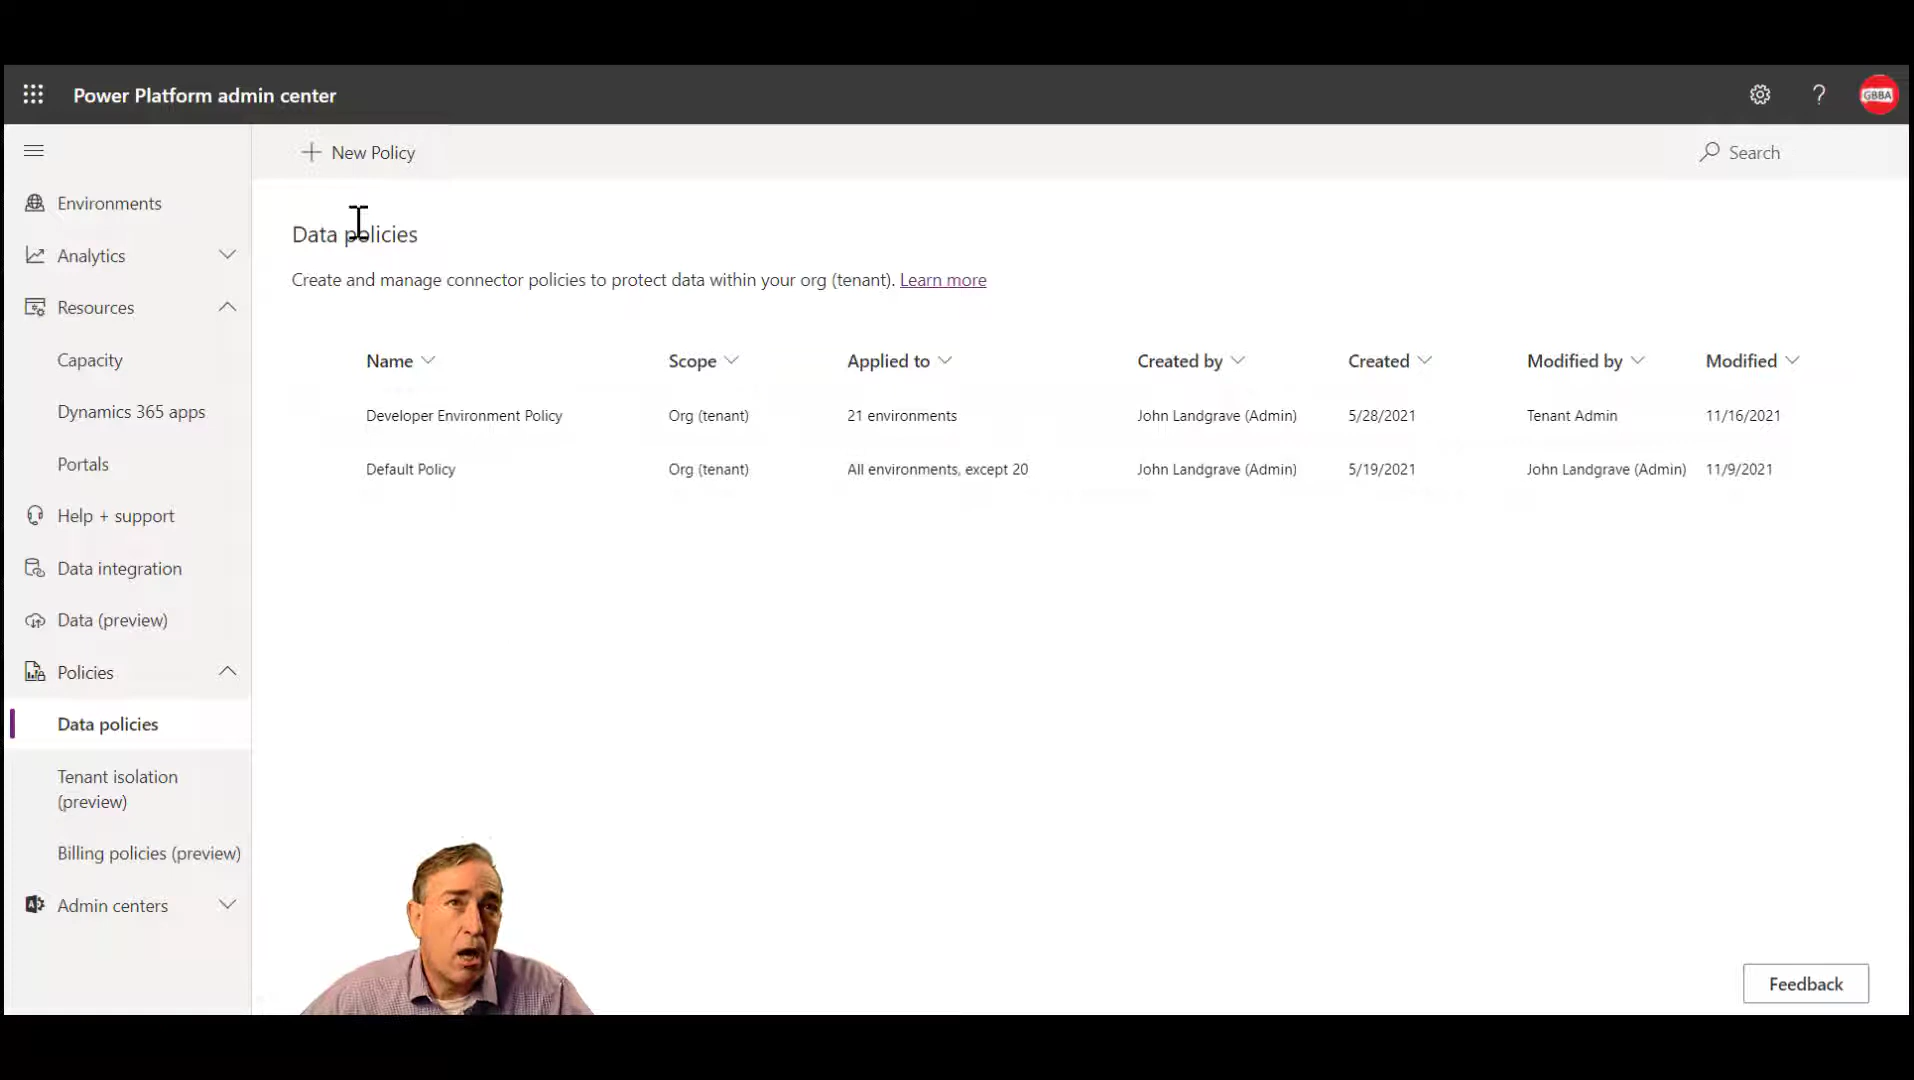 Power Platform admin center
GBBA
New Policy
Search
Environments
Analytics
Resources
Capacity
Dynamics 365 apps
Portals
Help + support
Data integration
Data (preview)
Policies
Data policies
Tenant isolation
(preview)
Billing policies (preview)
Admin centers
Data policies
Create and manage connector policies to protect data within your org (tenant). Learn more
Name Scope Applied to Created by Created Modified by Modified
Developer Environment Policy Org (tenant) 21 environments John Landgrave (Admin) 5/28/2021 Tenant Admin 11/16/2021
Default Policy Org (tenant) All environments, except 20 John Landgrave (Admin) 5/19/2021 John Landgrave (Admin) 11/9/2021
Feedback